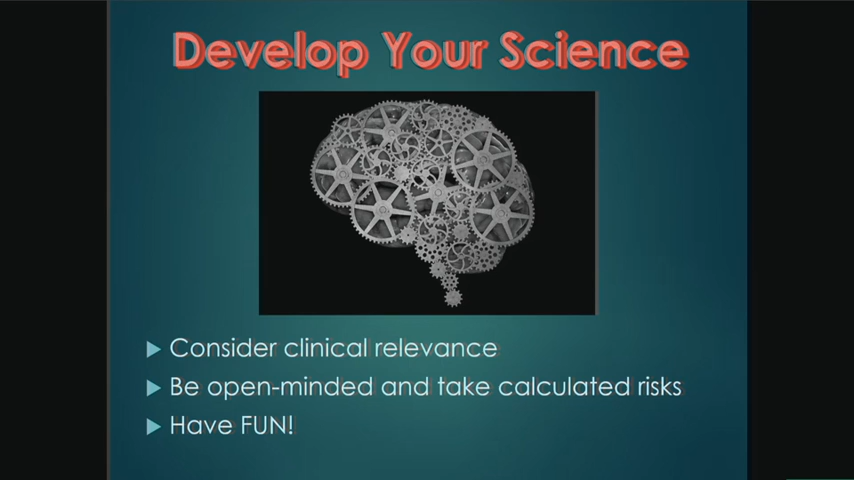 Develop Your Science
Consider clinical relevance
Be open-minded and take calculated risks
Have FUN!